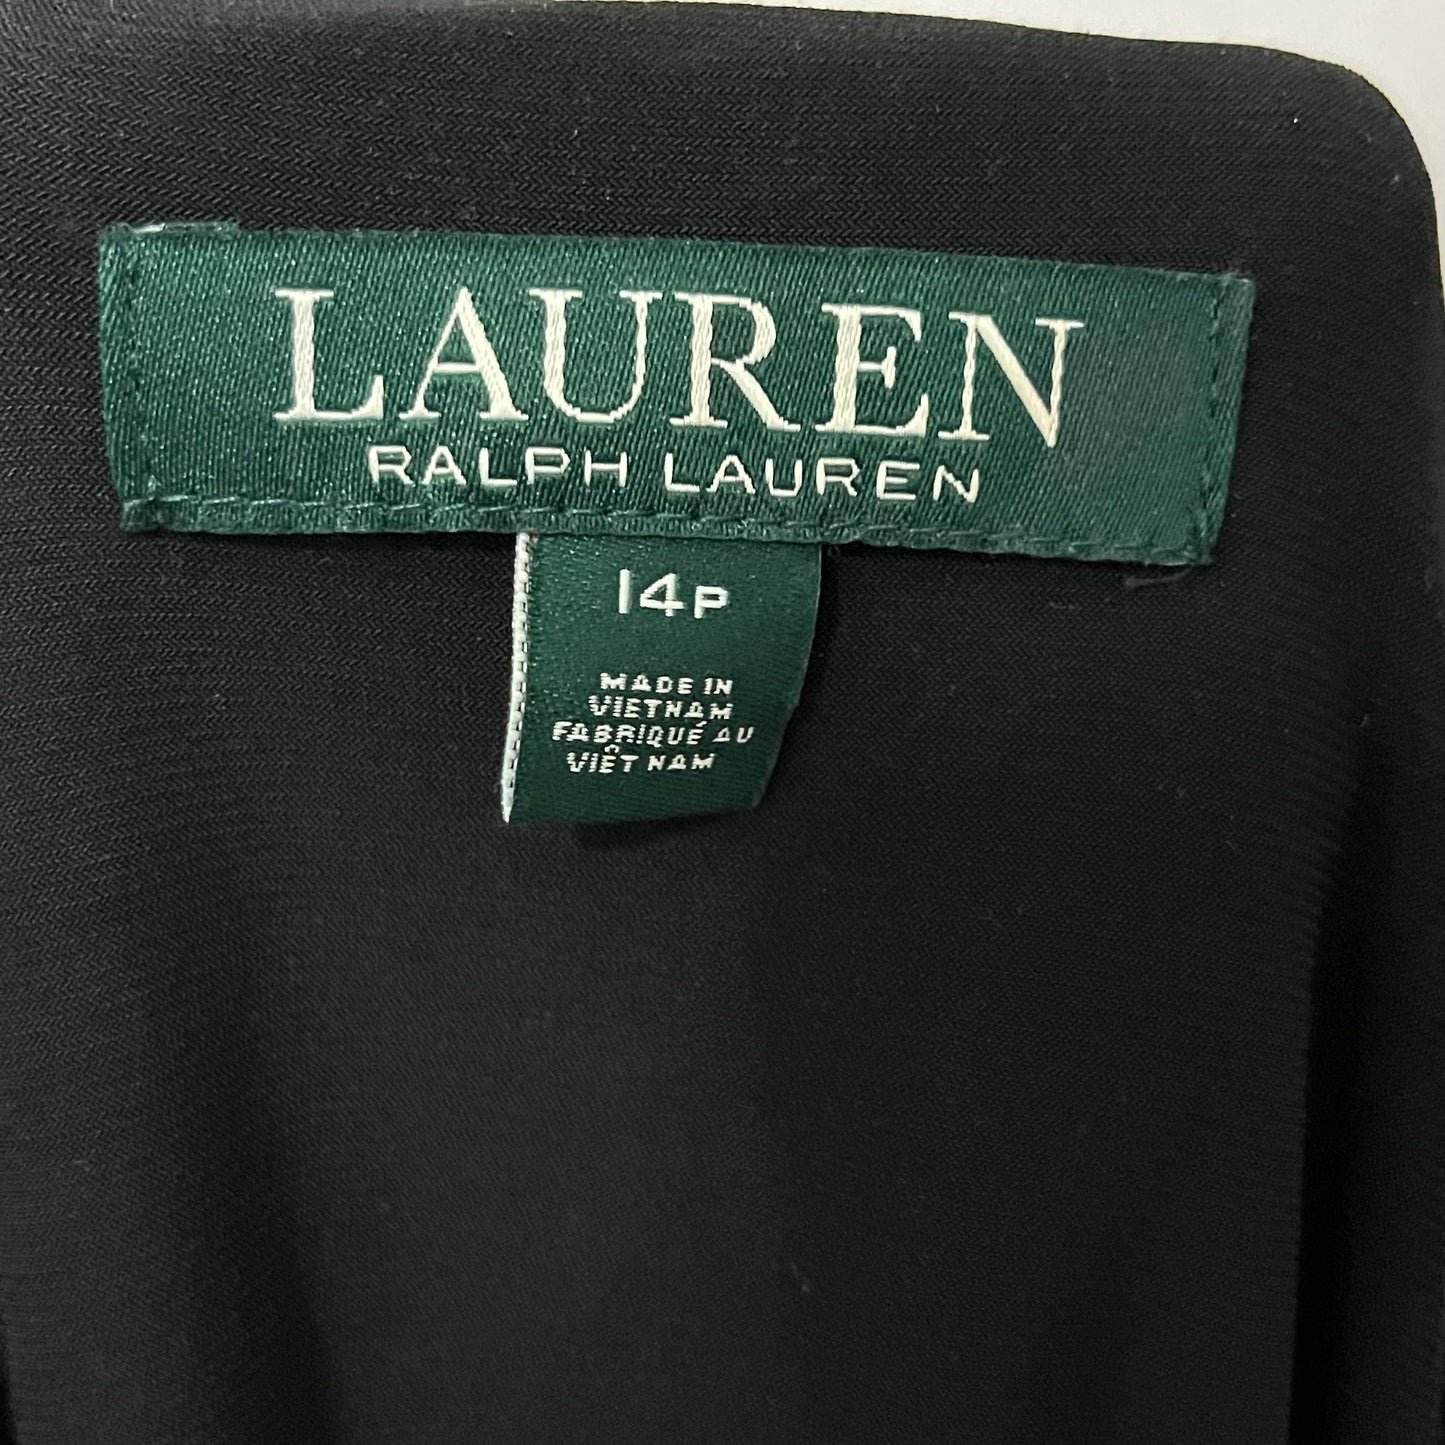 LAUREN
RALPH LAUREN
14P
MADE IN
VIETNAM
FABRIQUÉ AU
VIÊT NAM